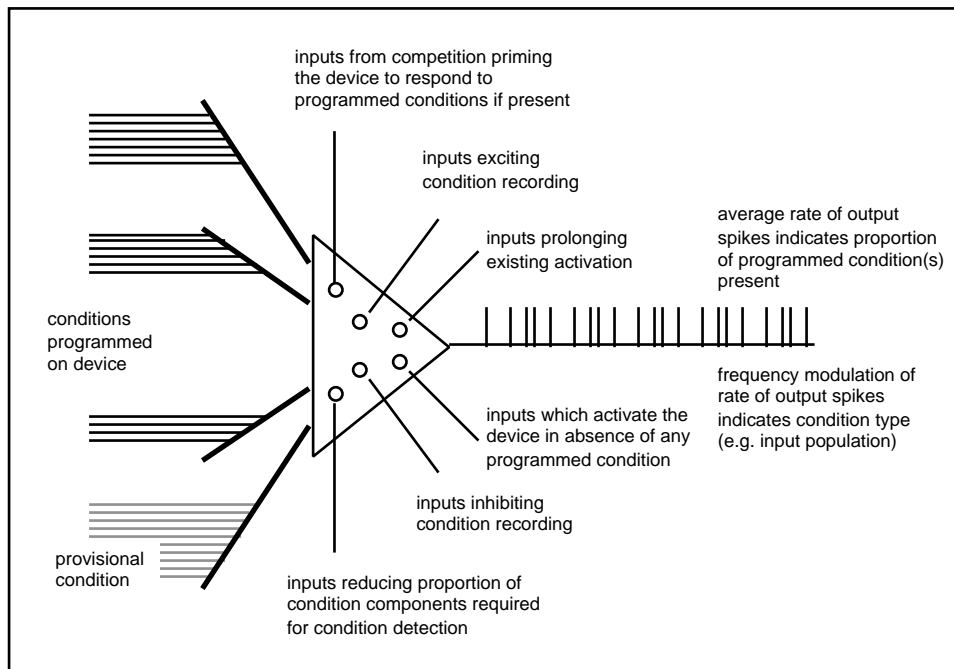 inputs from competition priming
the device to respond to
programmed conditions if present
inputs exciting
condition recording
inputs prolonging
existing activation
average rate of output
spikes indicates proportion
of programmed condition(s)
present
conditions
programmed
on device
frequency modulation of
rate of output spikes
indicates condition type
(e.g. input population)
inputs which activate the
device in absence of any
programmed condition
inputs inhibiting
condition recording
provisional
condition
inputs reducing proportion of
condition components required
for condition detection